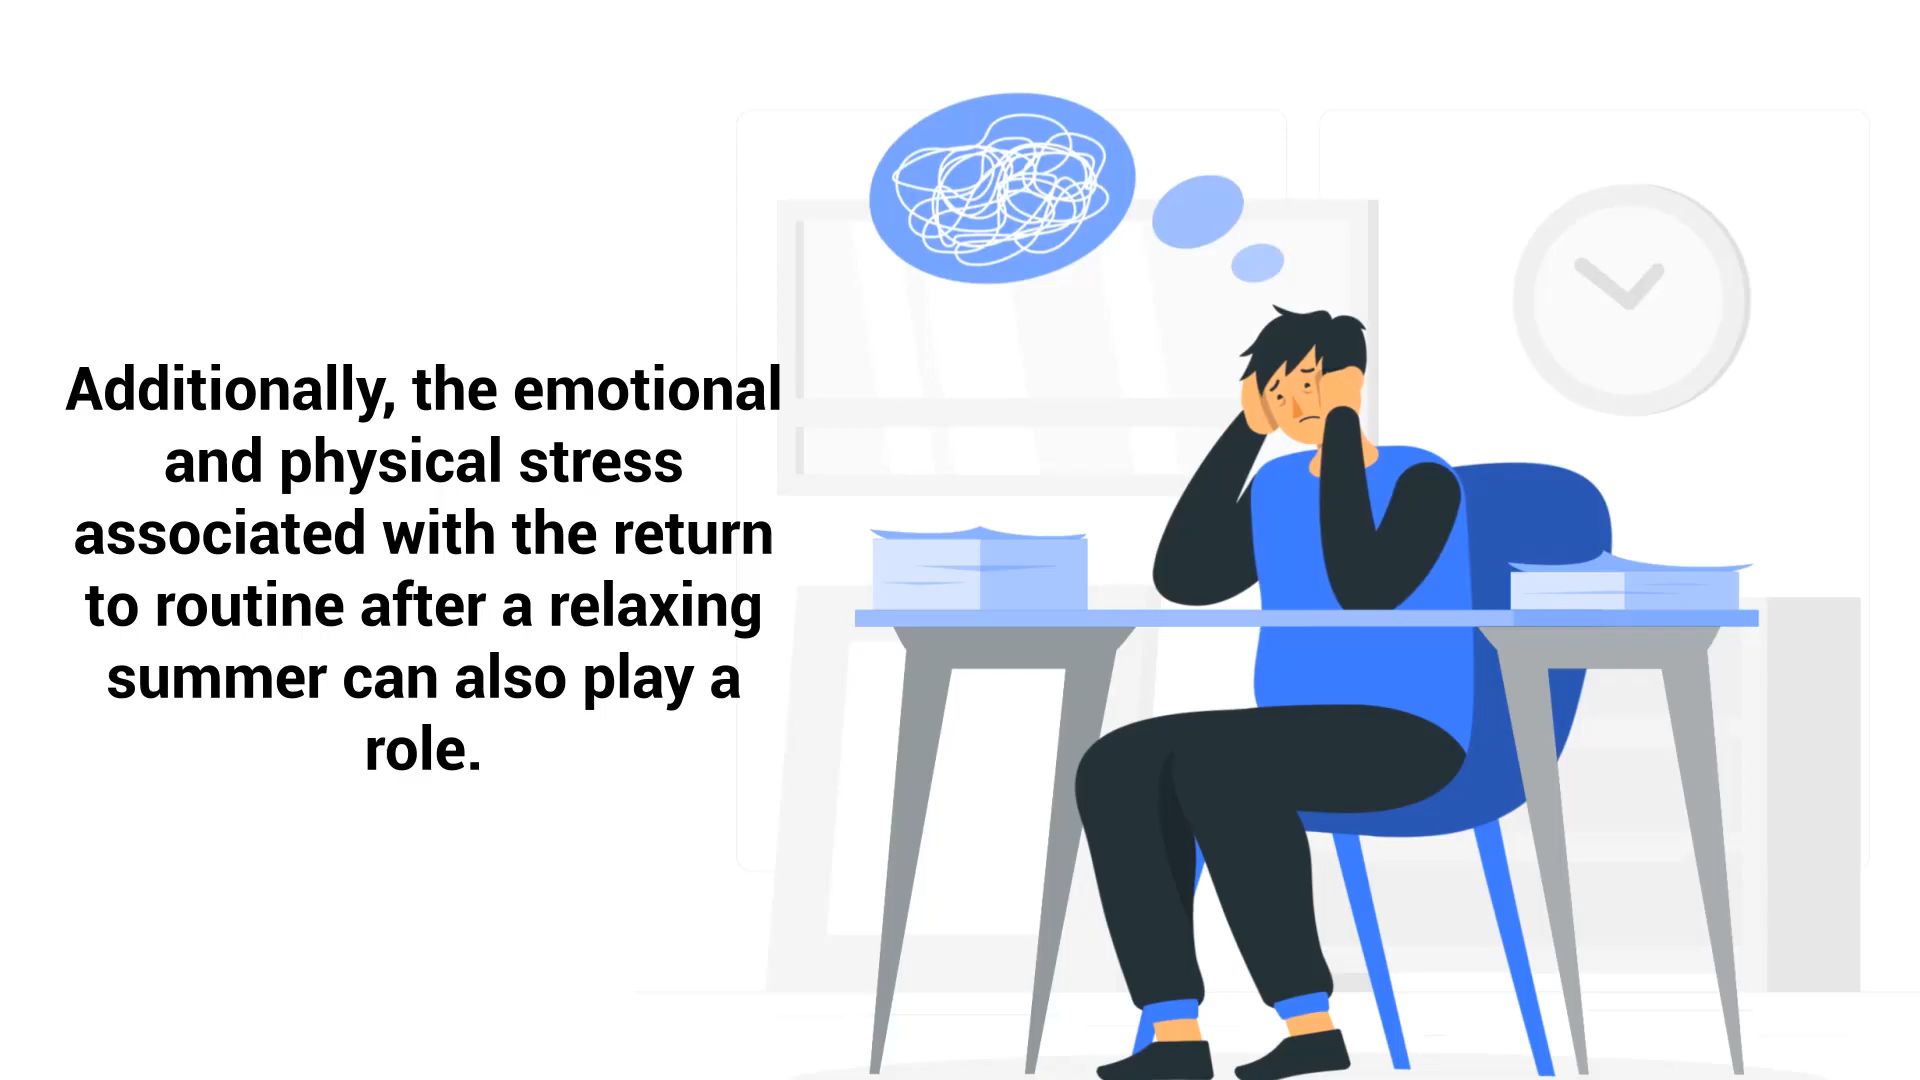 Additionally, the emotional
and physical stress
associated with the return
to routine after a relaxing
summer can also play a
role.